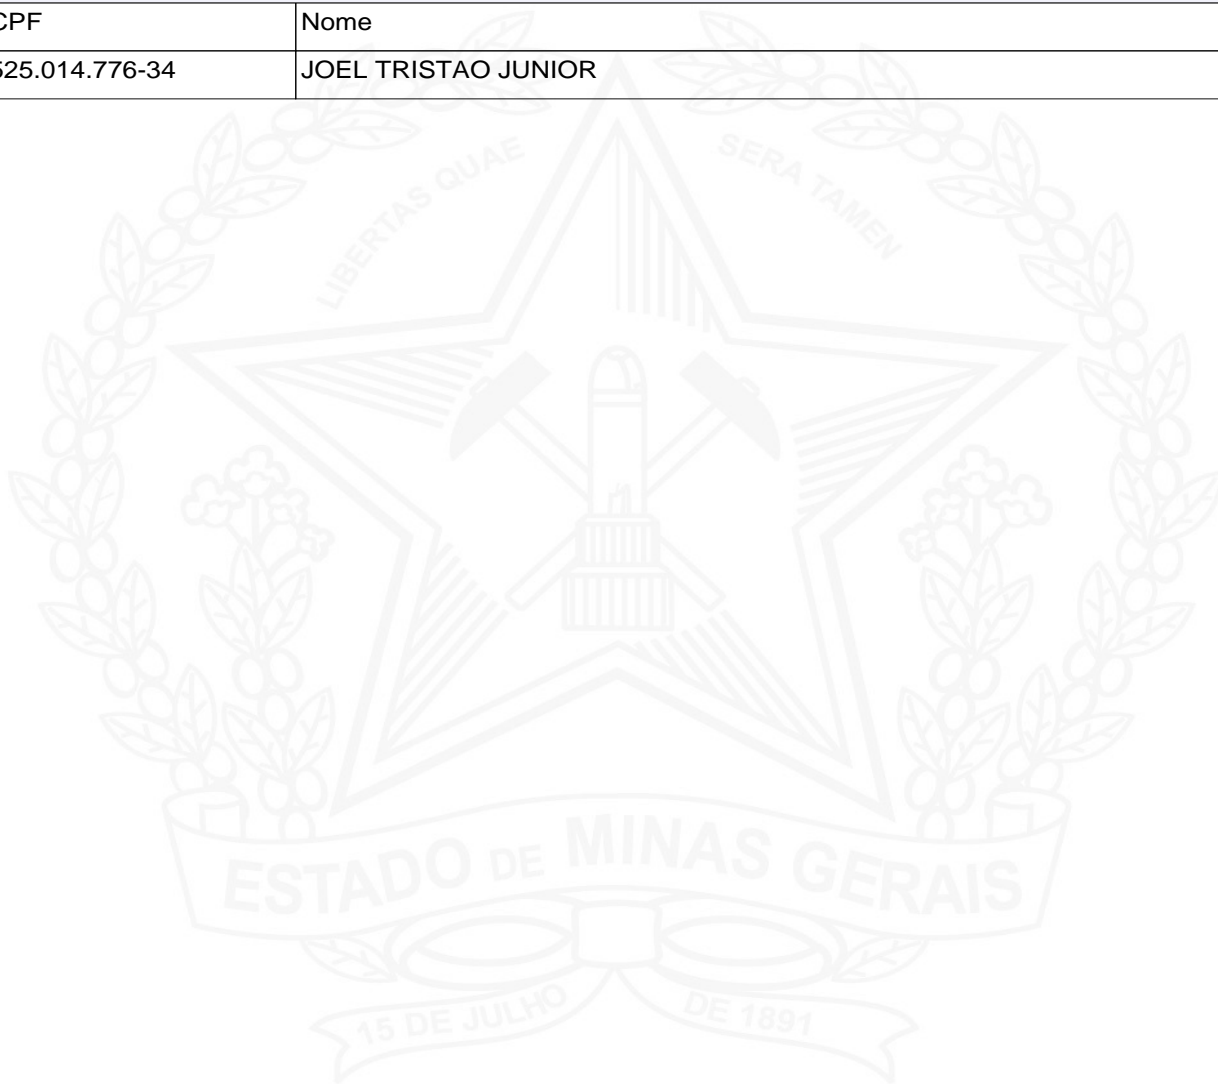 CPF Nome
525.014.776-34 JOEL TRISTAO JUNIOR
LIBERTAS QUAE SERA TAMEN
ESTADO DE MINAS GERAIS
15 DE JULHO DE 1891